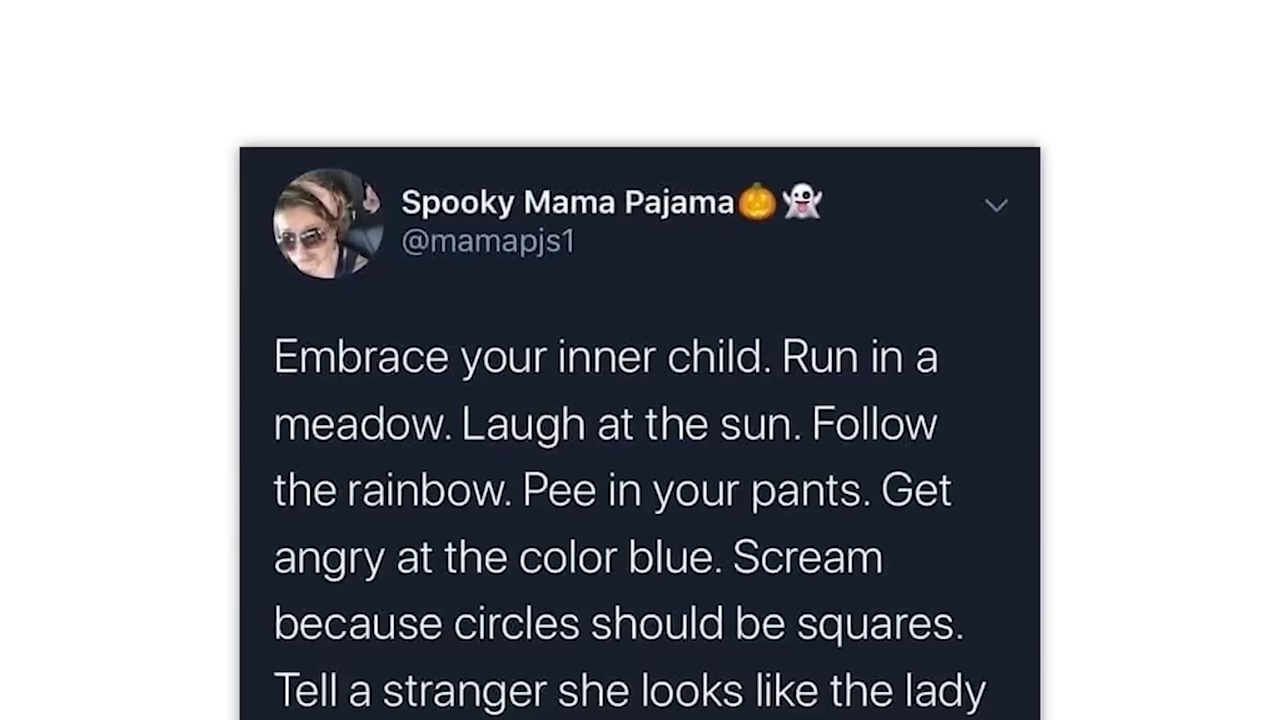 Spooky Mama Pajama🎃👻
@mamapjs1
Embrace your inner child. Run in a
meadow. Laugh at the sun. Follow
the rainbow. Pee in your pants. Get
angry at the color blue. Scream
because circles should be squares.
Tell a stranger she looks like the lady